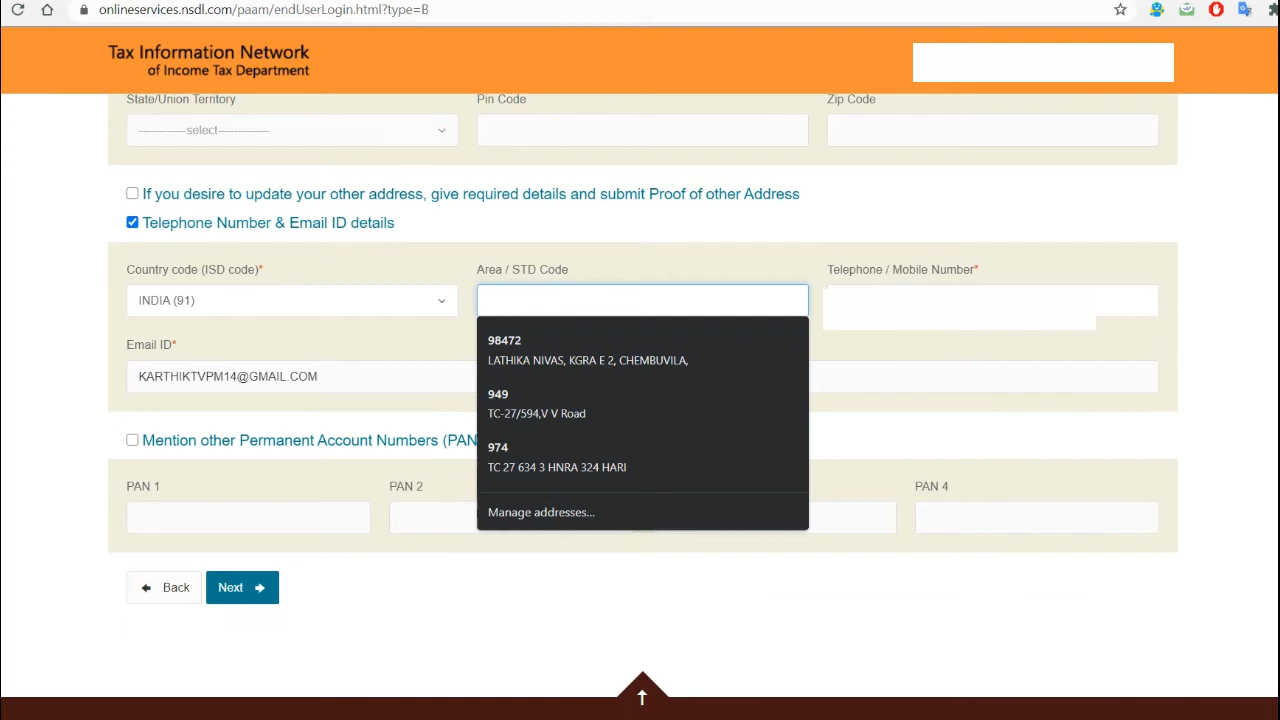 onlineservices.nsdl.com/paam/endUserLogin.html?type=B
Tax Information Network
of Income Tax Department
State/Union Territory
Pin Code
Zip Code
------------select-------------
If you desire to update your other address, give required details and submit Proof of other Address
Telephone Number & Email ID details
Country code (ISD code)*
Area / STD Code
Telephone / Mobile Number*
INDIA (91)
98472
LATHIKA NIVAS, KGRA E 2, CHEMBUVILA,
Email ID*
KARTHIKTVPM14@GMAIL.COM
949
TC-27/594,V V Road
Mention other Permanent Account Numbers (PAN
974
TC 27 634 3 HNRA 324 HARI
PAN 1
PAN 2
PAN 4
Manage addresses...
Back
Next